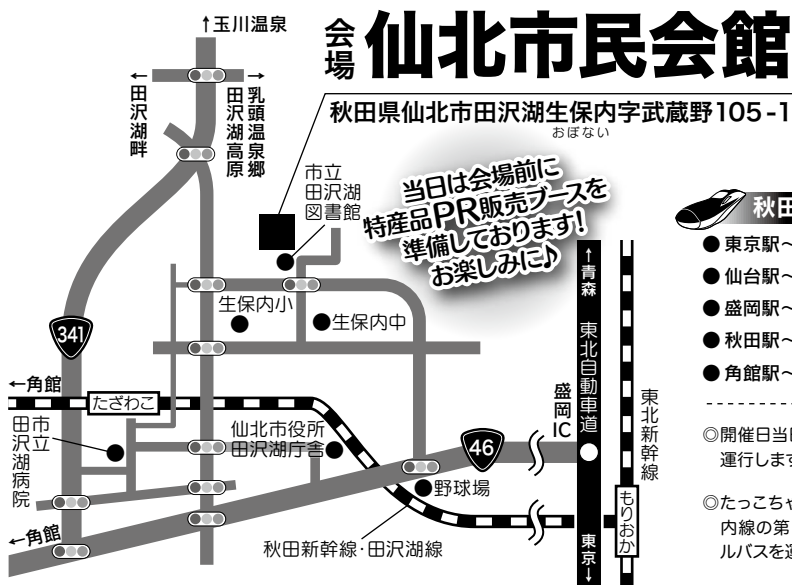 会場 仙北市民会館
秋田県仙北市田沢湖生保内字武蔵野105-1
おぼない
↑玉川温泉
←田沢湖畔
→乳頭温泉郷
田沢湖高原
市立
田沢湖
図書館
当日は会場前に
特産品PR販売ブースを
準備しております!
お楽しみに♪
生保内小
生保内中
341
←角館
たざわこ
市立
田沢湖病院
仙北市役所
田沢湖庁舎
46
野球場
←角館
秋田新幹線・田沢湖線
↑青森
東北自動車道
盛岡IC
東京↓
東北新幹線
もりおか
秋田
●東京駅〜
●仙台駅〜
●盛岡駅〜
●秋田駅〜
●角館駅〜
◎開催日当日
運行します
◎たっこちゃ
内線の第
ルバスを運